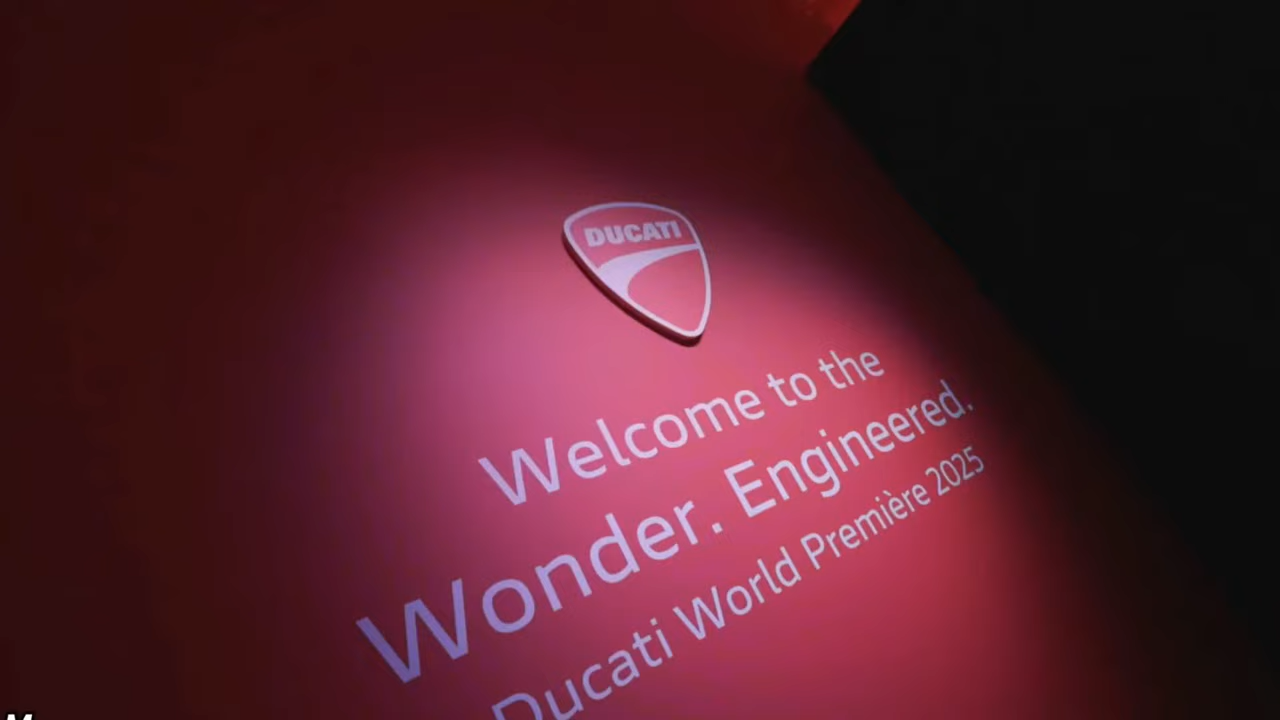 DUCATI
Welcome to the
Wonder. Engineered.
Ducati World Première 2025